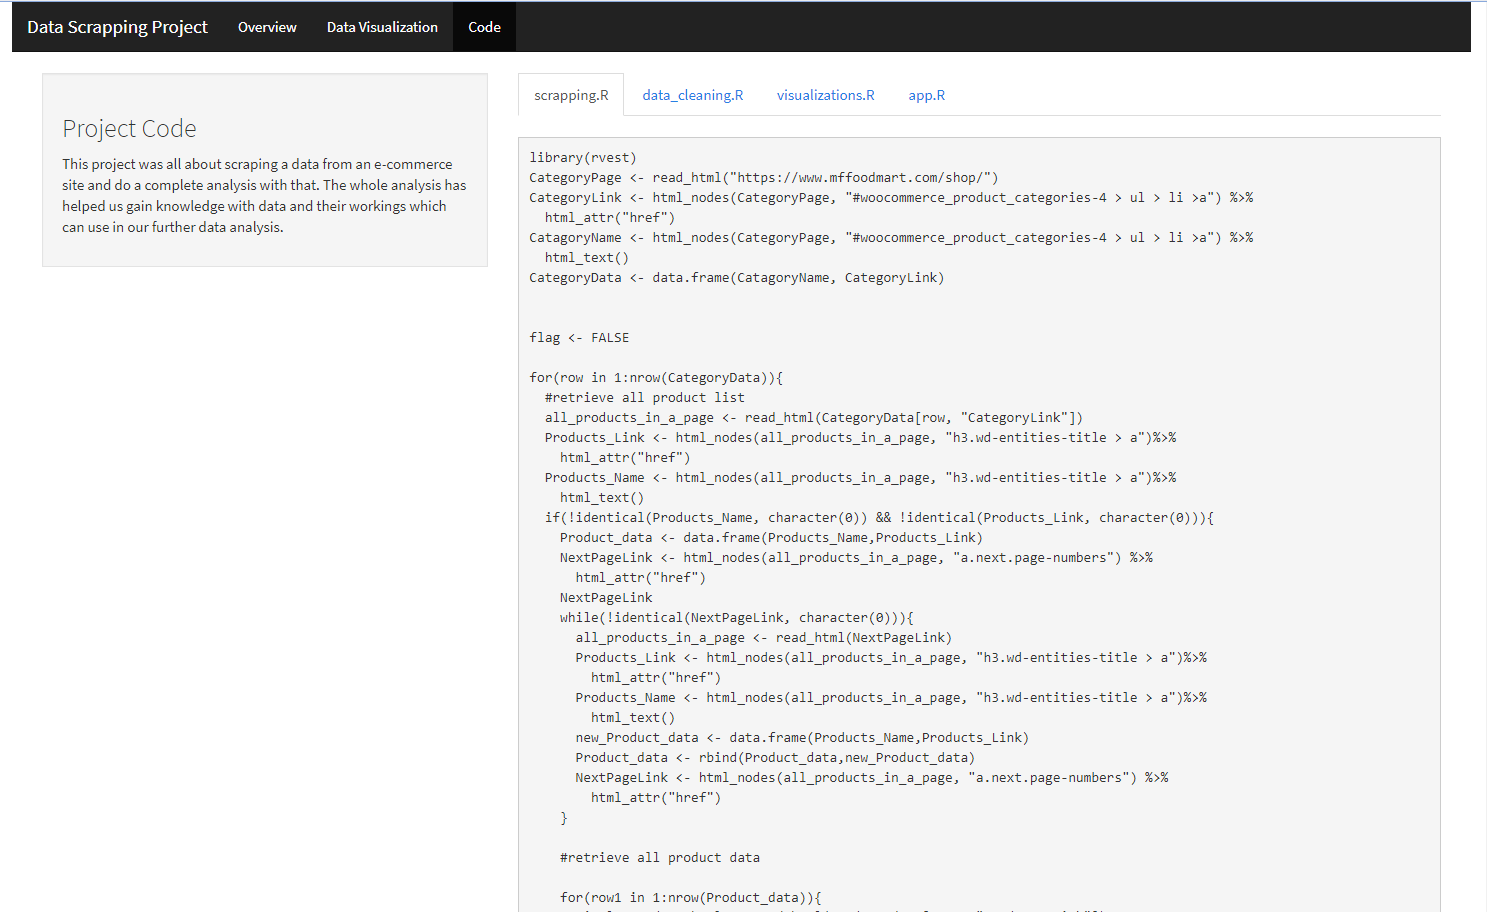 Data Scrapping Project Overview Data Visualization Code
Project Code
This project was all about scraping a data from an e-commerce
site and do a complete analysis with that. The whole analysis has
helped us gain knowledge with data and their workings which
can use in our further data analysis.
scrapping.R data_cleaning.R visualizations.R app.R
library(rvest)
CategoryPage <- read_html("https://www.mffoodmart.com/shop/")
CategoryLink <- html_nodes(CategoryPage, "#woocommerce_product_categories-4 > ul > li >a") %>%
  html_attr("href")
CatagoryName <- html_nodes(CategoryPage, "#woocommerce_product_categories-4 > ul > li >a") %>%
  html_text()
CategoryData <- data.frame(CatagoryName, CategoryLink)
flag <- FALSE
for(row in 1:nrow(CategoryData)){
  #retrieve all product list
  all_products_in_a_page <- read_html(CategoryData[row, "CategoryLink"])
  Products_Link <- html_nodes(all_products_in_a_page, "h3.wd-entities-title > a")%>%
    html_attr("href")
  Products_Name <- html_nodes(all_products_in_a_page, "h3.wd-entities-title > a")%>%
    html_text()
  if(!identical(Products_Name, character(0)) && !identical(Products_Link, character(0))){
    Product_data <- data.frame(Products_Name,Products_Link)
    NextPageLink <- html_nodes(all_products_in_a_page, "a.next.page-numbers") %>%
      html_attr("href")
    NextPageLink
    while(!identical(NextPageLink, character(0))){
      all_products_in_a_page <- read_html(NextPageLink)
      Products_Link <- html_nodes(all_products_in_a_page, "h3.wd-entities-title > a")%>%
        html_attr("href")
      Products_Name <- html_nodes(all_products_in_a_page, "h3.wd-entities-title > a")%>%
        html_text()
      new_Product_data <- data.frame(Products_Name,Products_Link)
      Product_data <- rbind(Product_data,new_Product_data)
      NextPageLink <- html_nodes(all_products_in_a_page, "a.next.page-numbers") %>%
        html_attr("href")
    }
    #retrieve all product data
    for(row1 in 1:nrow(Product_data)){